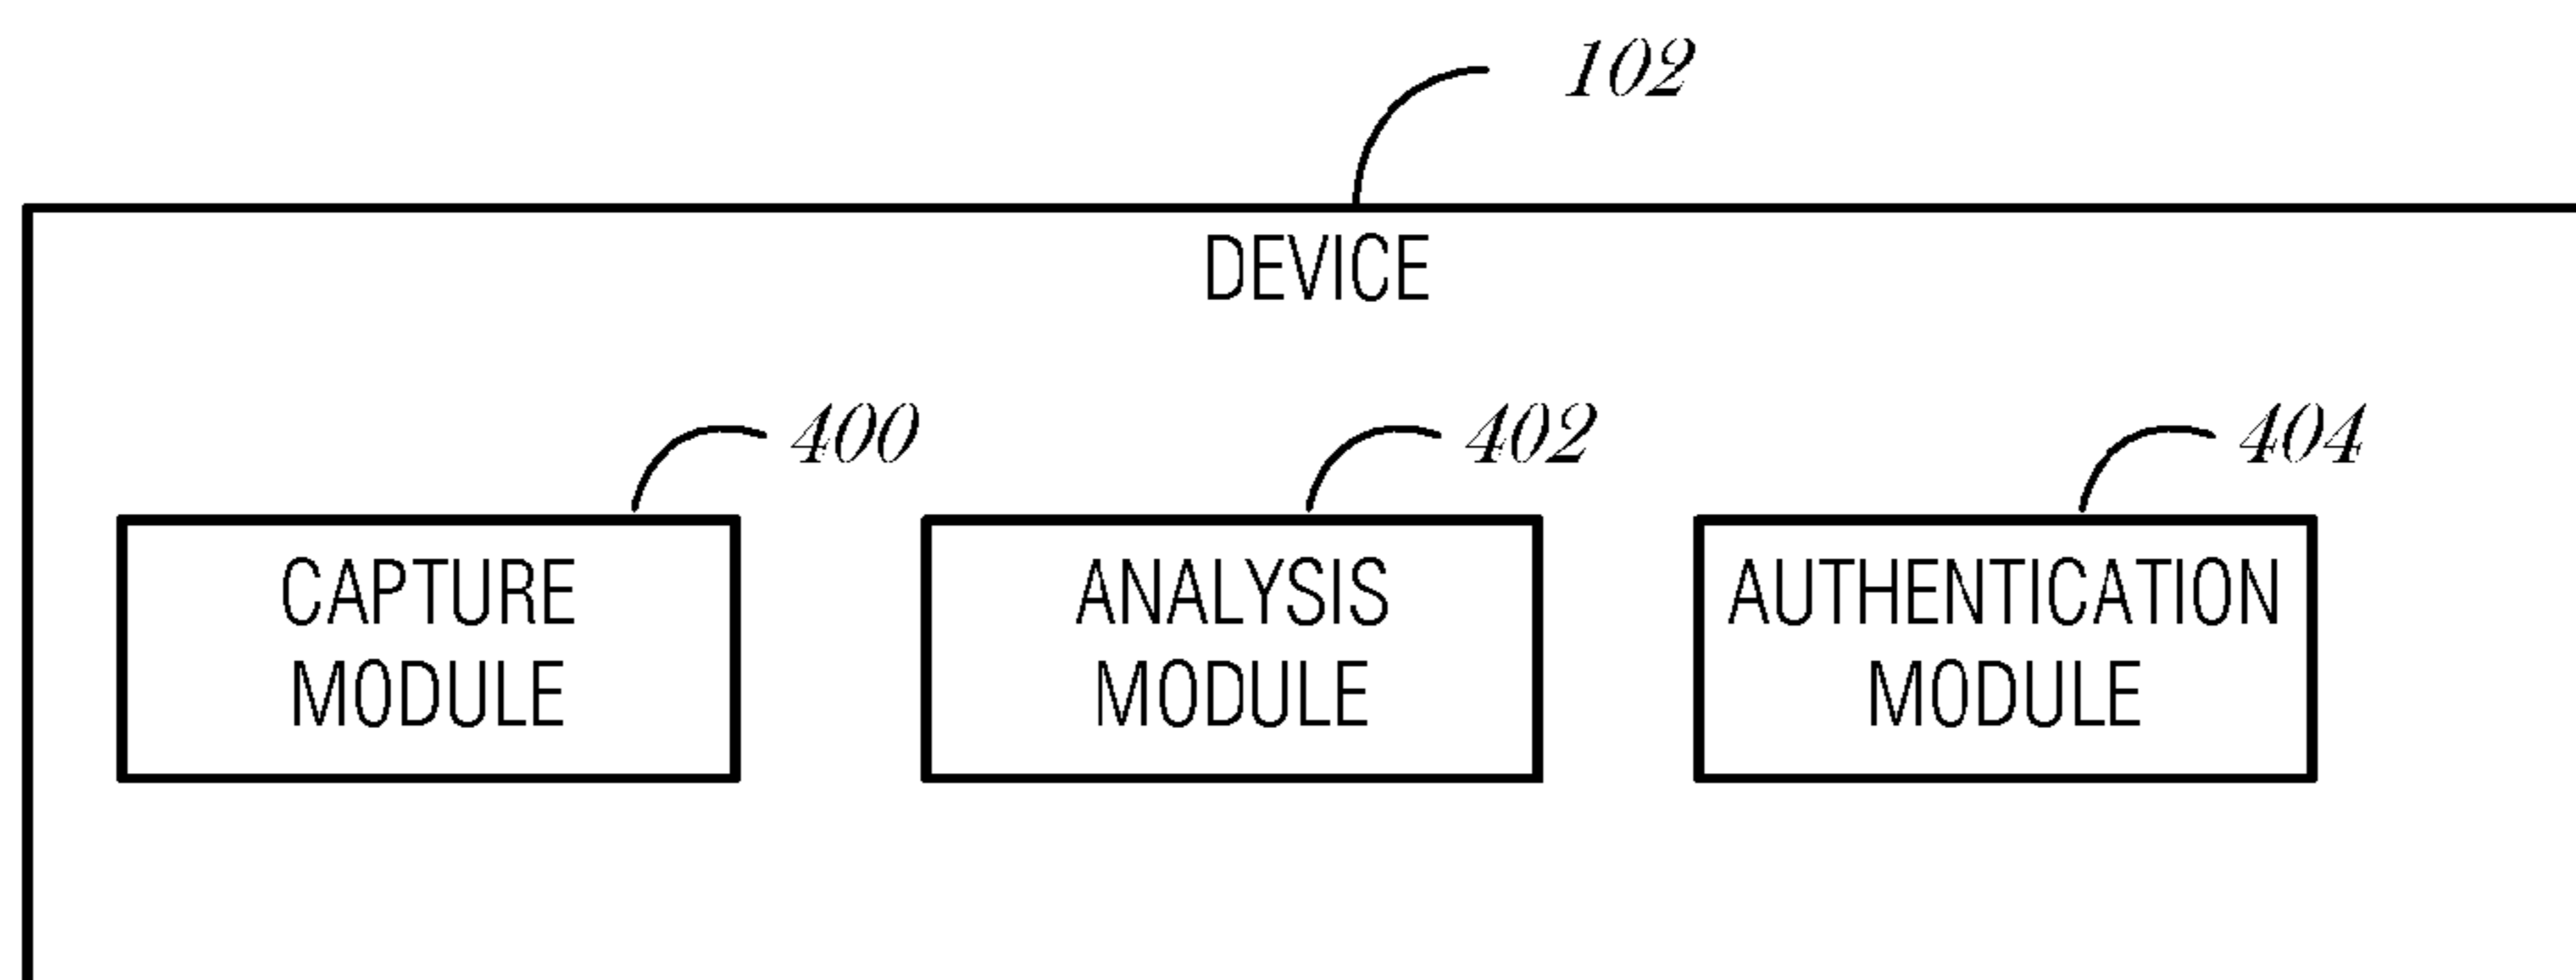 102
DEVICE
400
402
404
CAPTURE
MODULE
ANALYSIS
MODULE
AUTHENTICATION
MODULE